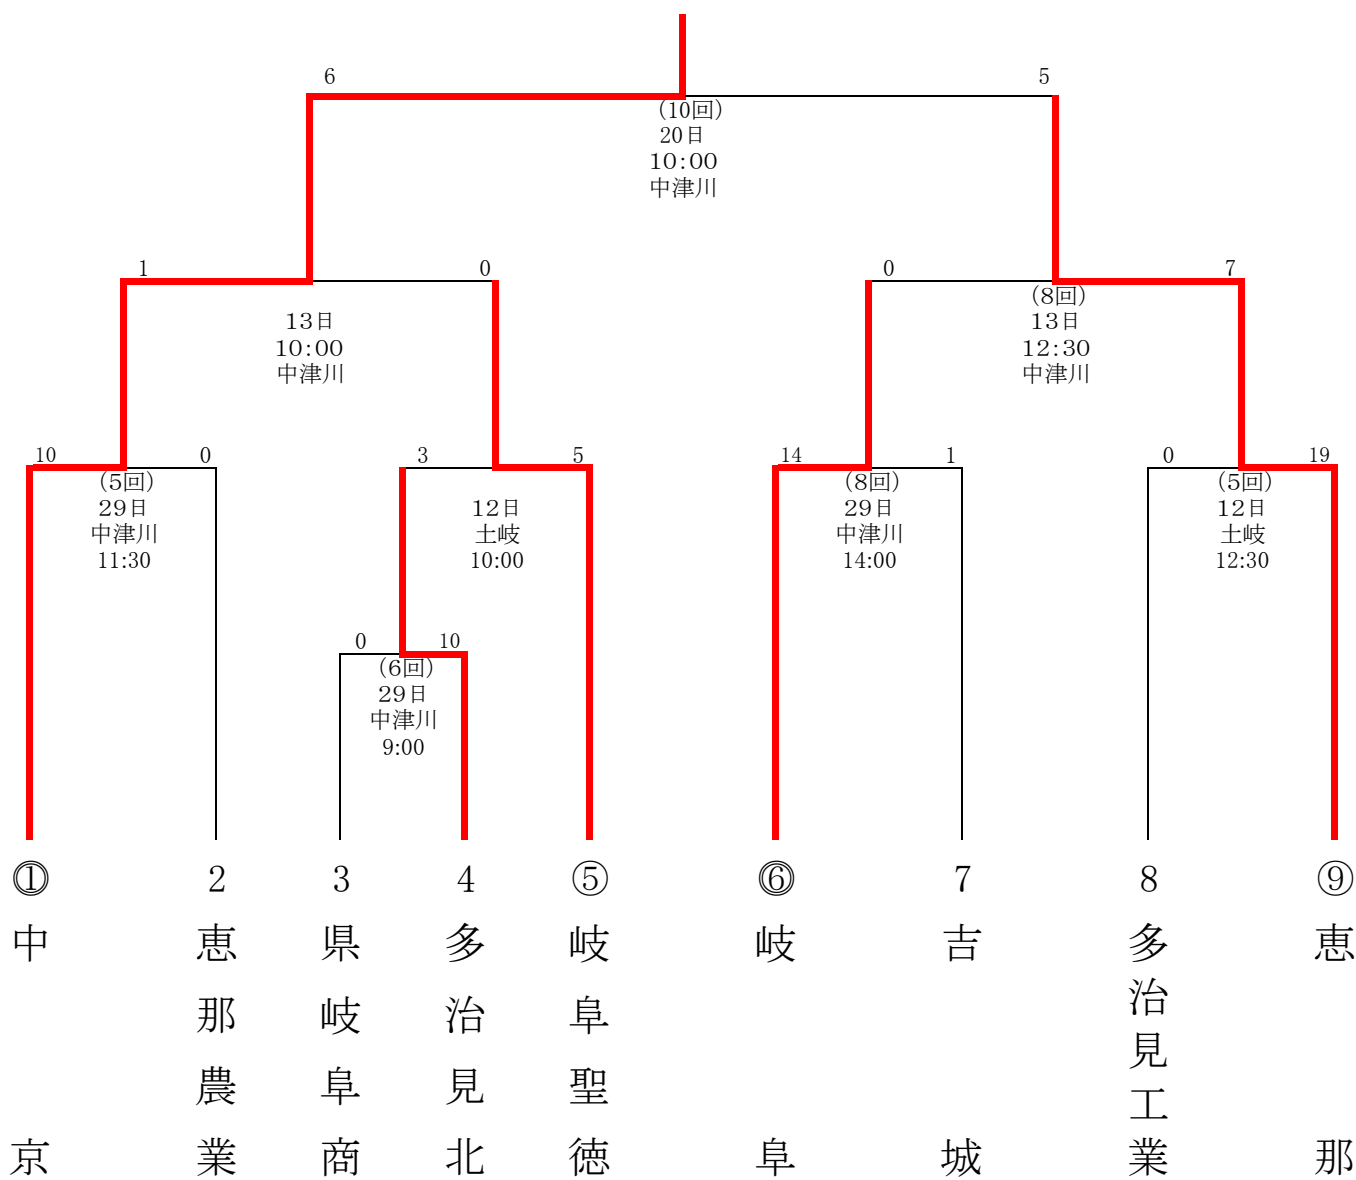 6 5
（10回）
20日
10:00
中津川
1 0 0 7
13日
10:00
中津川
（8回）
13日
12:30
中津川
10 0 3 5 14 1 0 19
（5回）
29日
中津川
11:30
12日
土岐
10:00
（8回）
29日
中津川
14:00
（5回）
12日
土岐
12:30
0 10
（6回）
29日
中津川
9:00
① 2 3 4 ⑤ ⑥ 7 8 ⑨
中京
恵那農業
県岐阜商
多治見北
岐阜聖徳
岐阜
吉城
多治見工業
恵那